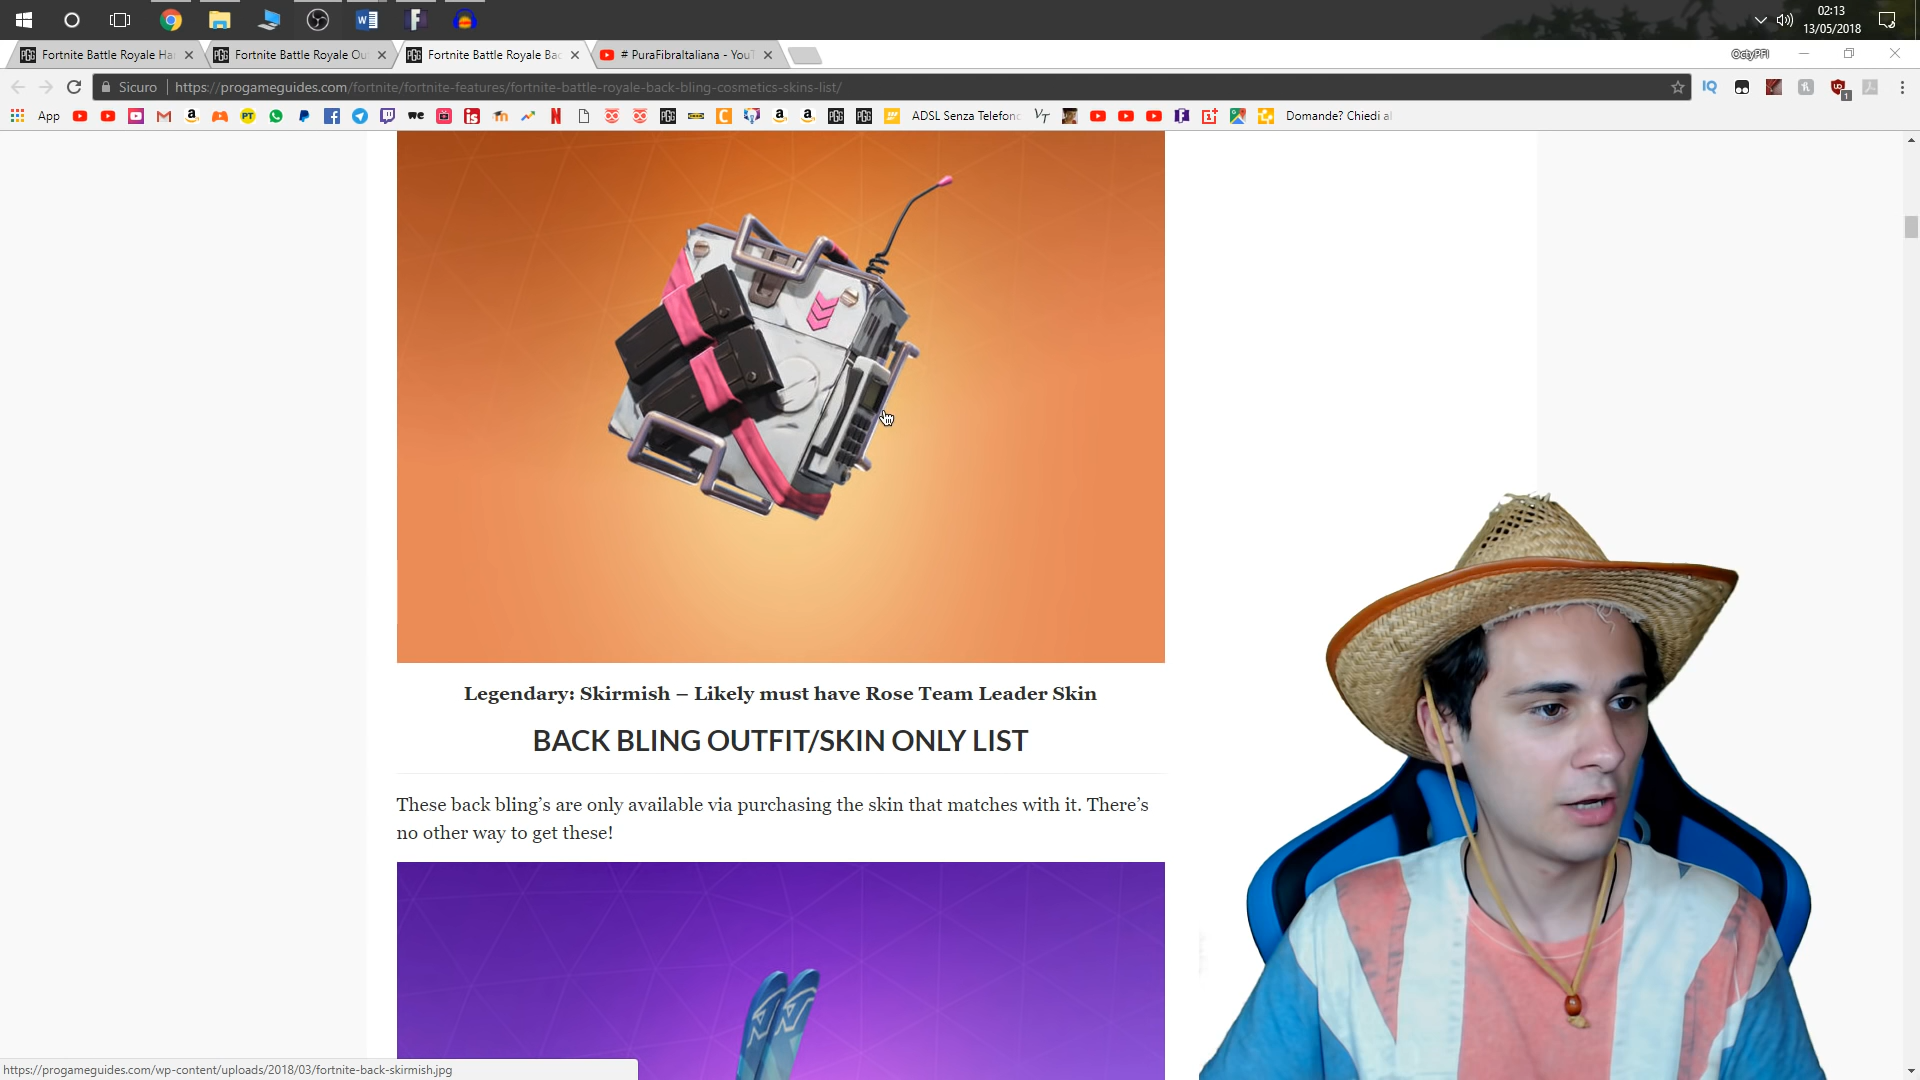 02:13
13/05/2018
Fortnite Battle Royale Ha
Fortnite Battle Royale Ou
Fortnite Battle Royale Bac
# PuraFibraItaliana - YouT
OctyPFI
Sicuro
https://progameguides.com/fortnite/fortnite-features/fortnite-battle-royale-back-bling-cosmetics-skins-list/
App
ADSL Senza Telefono
Domande? Chiedi al
Legendary: Skirmish – Likely must have Rose Team Leader Skin
BACK BLING OUTFIT/SKIN ONLY LIST
These back bling’s are only available via purchasing the skin that matches with it. There’s
no other way to get these!
https://progameguides.com/wp-content/uploads/2018/03/fortnite-back-skirmish.jpg